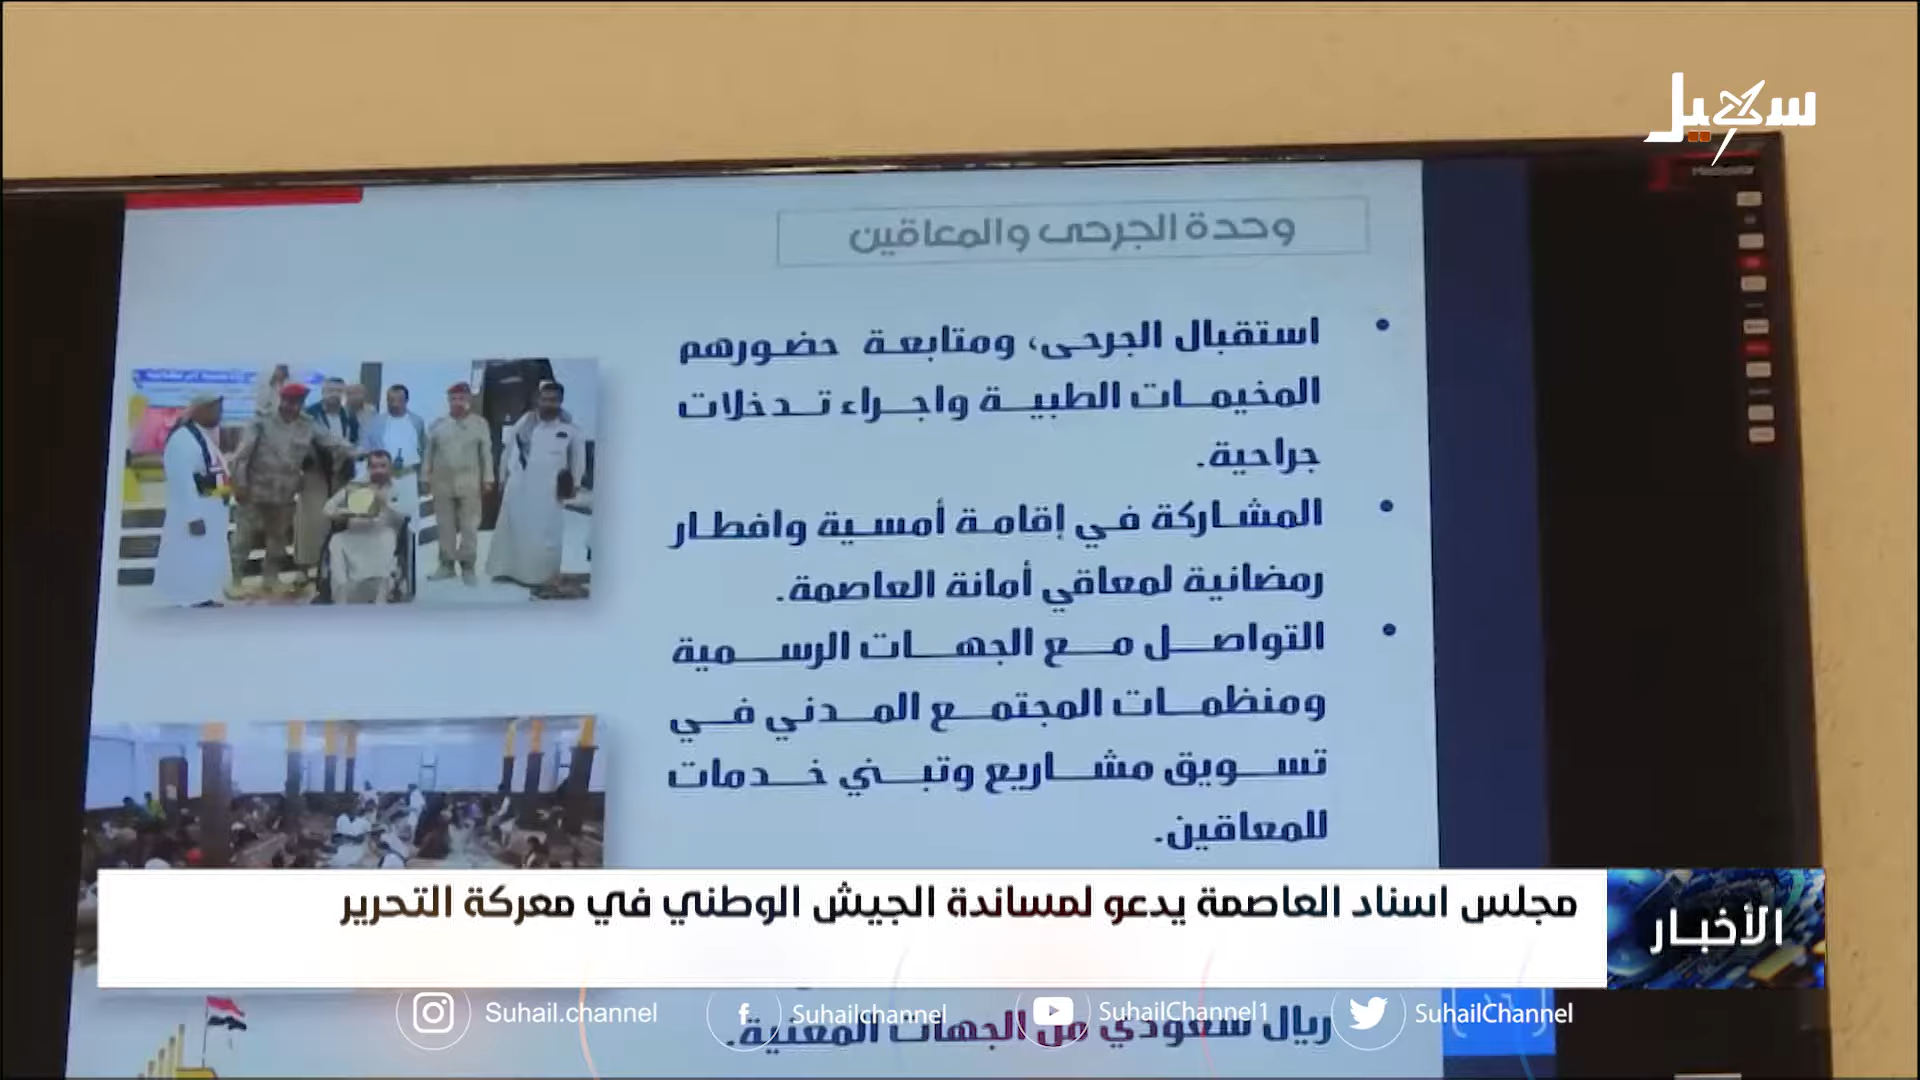 سهيل
وحدة الجرحى والمعاقين
• استقبال الجرحى، ومتابعة حضورهم
المخيمات الطبية واجراء تدخلات
جراحية.
• المشاركة في إقامة أمسية وافطار
رمضانية لمعاقي أمانة العاصمة.
• التواصل مع الجهات الرسمية
ومنظمات المجتمع المدني في
تسويق مشاريع وتبني خدمات
للمعاقين.
الأخبار
مجلس اسناد العاصمة يدعو لمساندة الجيش الوطني في معركة التحرير
ريال سعودي من الجهات المعنية.
Suhail.channel
Suhailchannel
SuhailChannel1
SuhailChannel